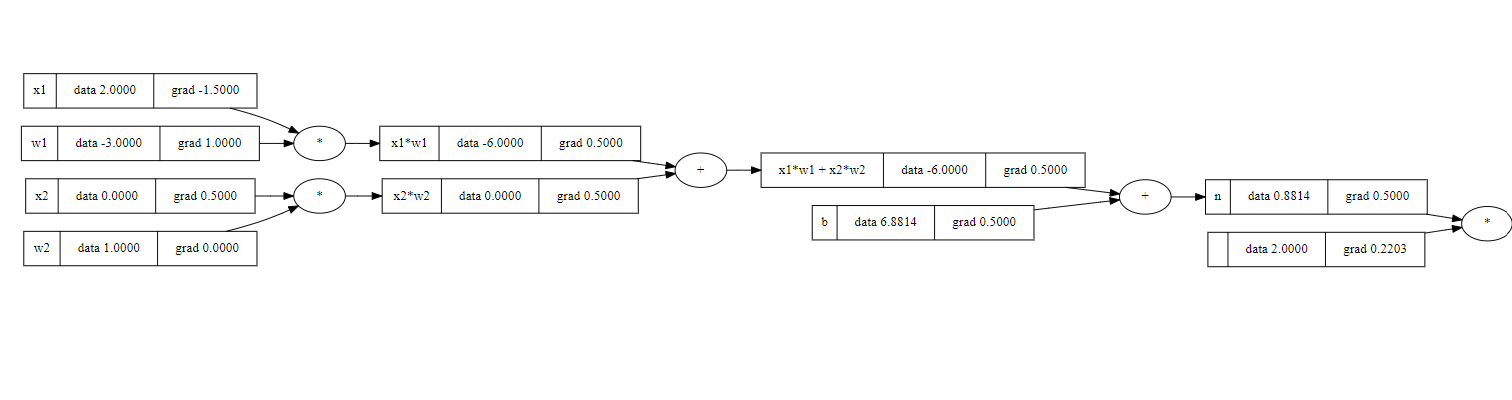 x1 data 2.0000 grad -1.5000
w1 data -3.0000 grad 1.0000
*
x1*w1 data -6.0000 grad 0.5000
x2 data 0.0000 grad 0.5000
*
x2*w2 data 0.0000 grad 0.5000
w2 data 1.0000 grad 0.0000
+
x1*w1 + x2*w2 data -6.0000 grad 0.5000
b data 6.8814 grad 0.5000
+
n data 0.8814 grad 0.5000
data 2.0000 grad 0.2203
*